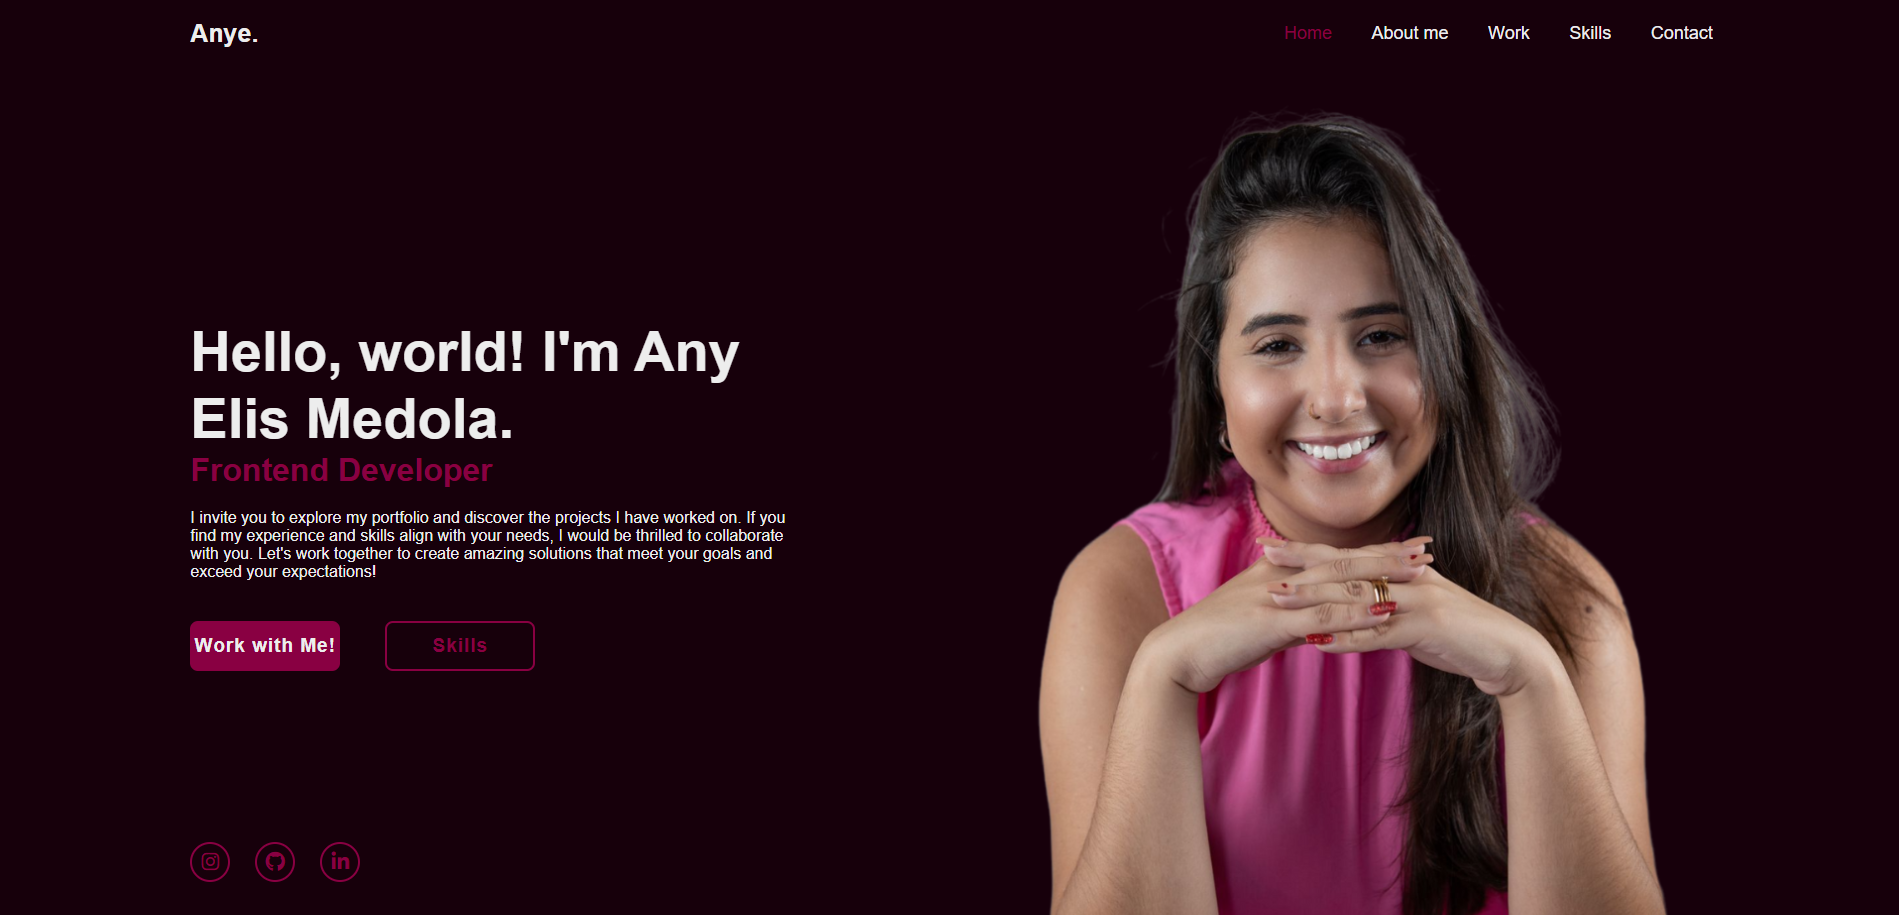 Anye.
Home About me Work Skills Contact
Hello, world! I'm Any
Elis Medola.
Frontend Developer
I invite you to explore my portfolio and discover the projects I have worked on. If you
find my experience and skills align with your needs, I would be thrilled to collaborate
with you. Let's work together to create amazing solutions that meet your goals and
exceed your expectations!
Work with Me! Skills
in